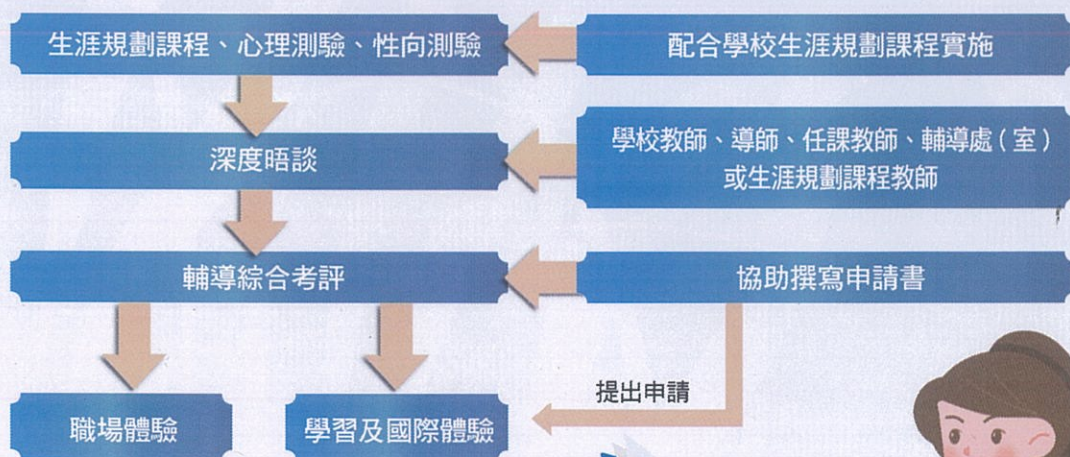 生涯規劃課程、心理測驗、性向測驗
配合學校生涯規劃課程實施
深度晤談
學校教師、導師、任課教師、輔導處(室)
或生涯規劃課程教師
輔導綜合考評
協助撰寫申請書
提出申請
職場體驗
學習及國際體驗